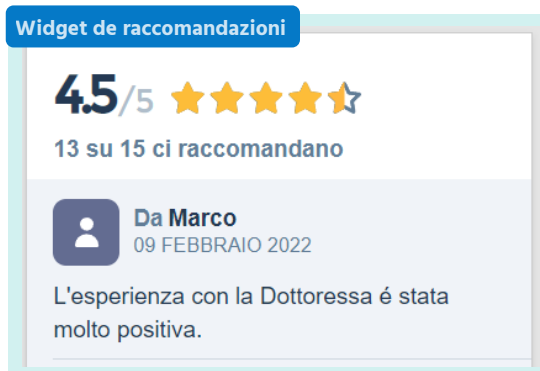 Widget de raccomandazioni
4.5/5
13 su 15 ci raccomandano
Da Marco
09 FEBBRAIO 2022
L'esperienza con la Dottoressa é stata
molto positiva.